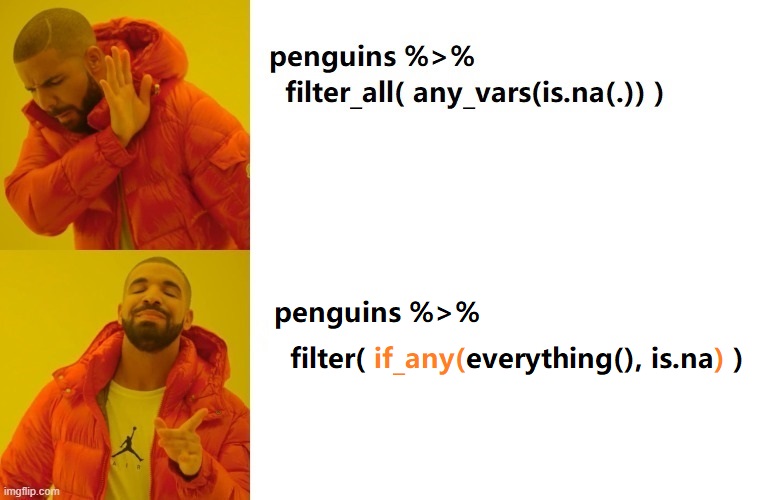 penguins %>%
filter_all( any_vars(is.na(.)) )
penguins %>%
filter( if_any(everything(), is.na) )
imgflip.com